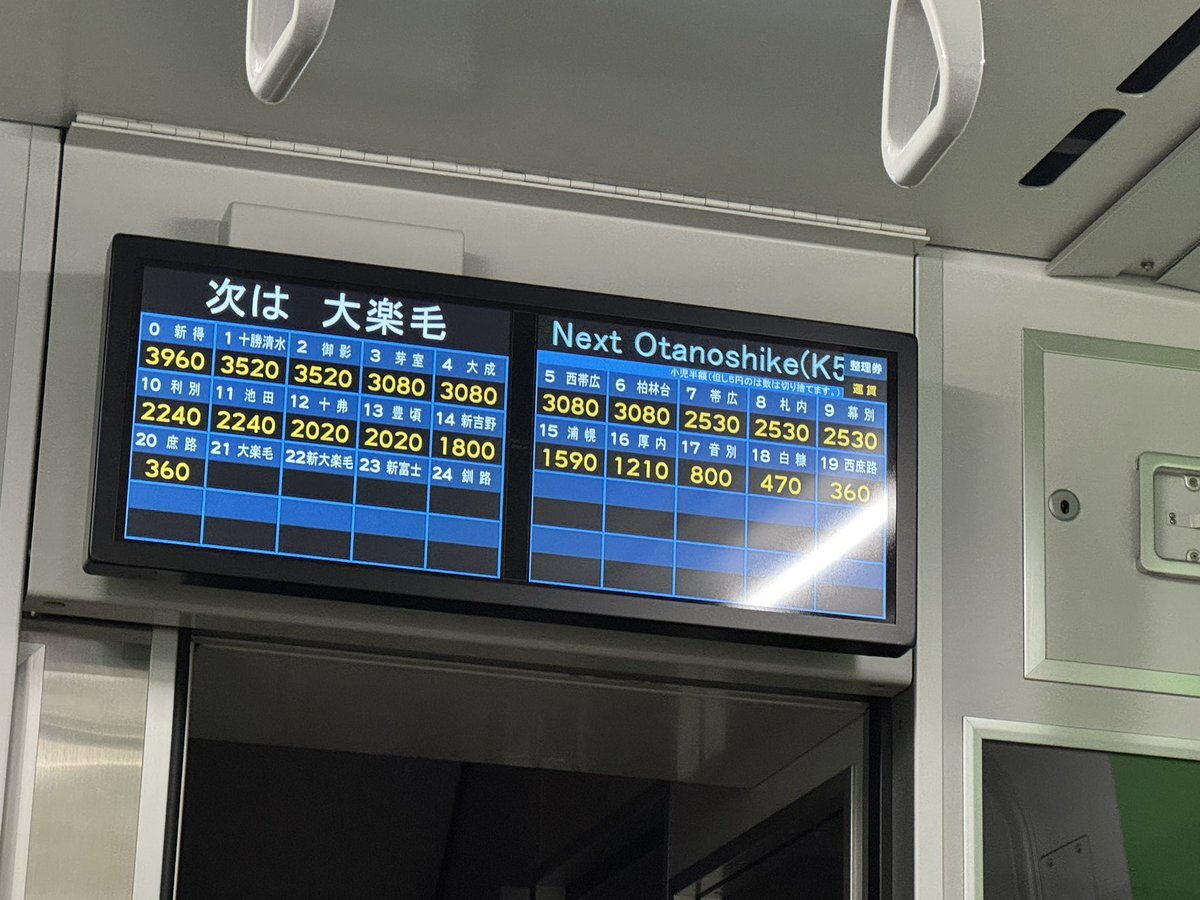 次は 大楽毛
0 新得 1 十勝清水 2 御影 3 芽室 4 大成
3960 3520 3520 3080 3080
10 利別 11 池田 12 十弗 13 豊頃 14 新吉野
2240 2240 2020 2020 1800
20 庶路 21 大楽毛 22 新大楽毛 23 新富士 24 釧路
360
Next Otanoshike(K5
整理券
小児半額(但し5円のは数は切り捨てます。)
運賃
5 西帯広 6 柏林台 7 帯広 8 札内 9 幕別
3080 3080 2530 2530 2530
15 浦幌 16 厚内 17 音別 18 白糠 19 西庶路
1590 1210 800 470 360